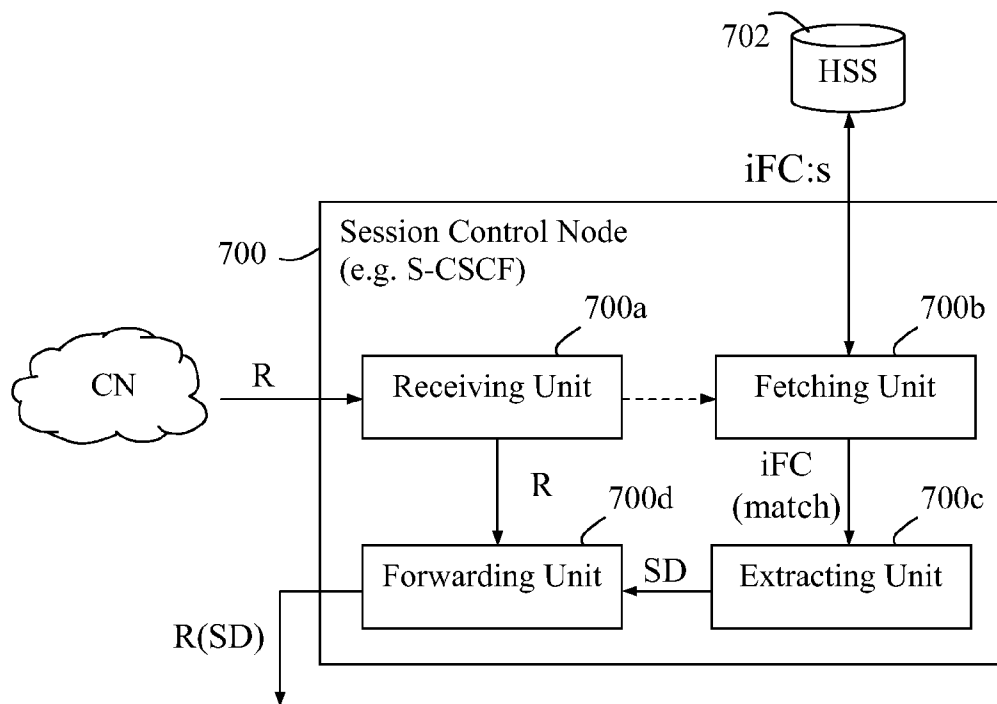 702
HSS
iFC:s
Session Control Node
(e.g. S-CSCF)
700
700a
700b
CN
R
Receiving Unit
Fetching Unit
R
iFC
(match)
700d
700c
Forwarding Unit
SD
Extracting Unit
R(SD)